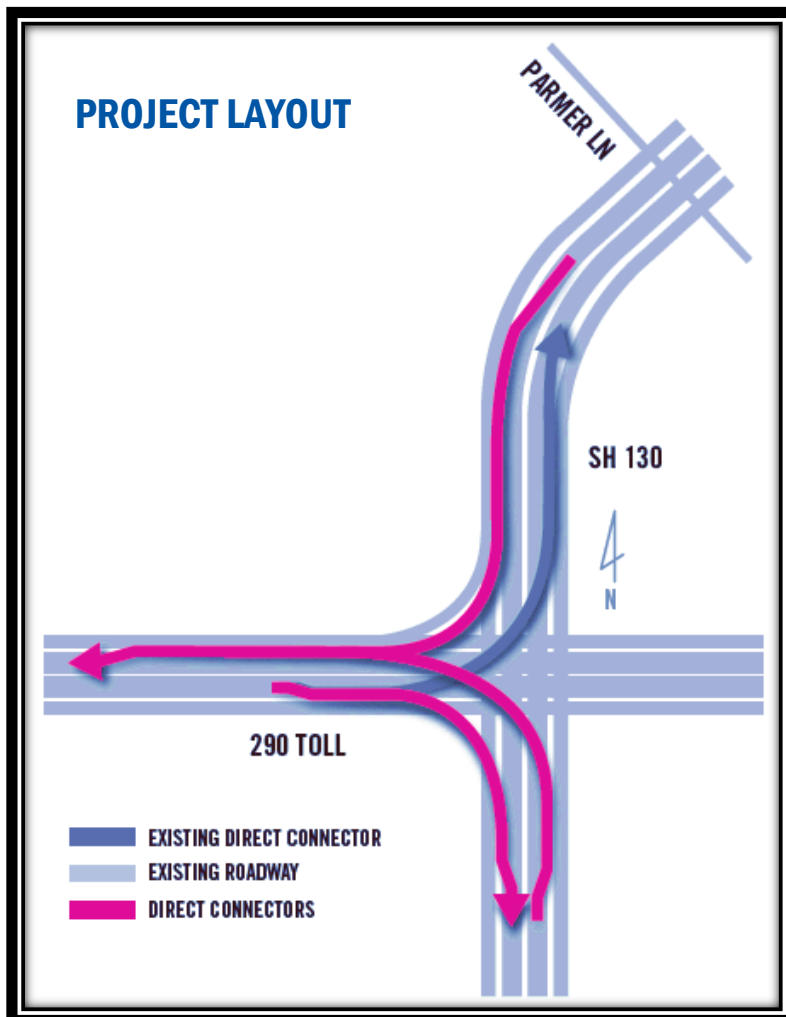 PROJECT LAYOUT
PARMER LN
SH 130
N
290 TOLL
EXISTING DIRECT CONNECTOR
EXISTING ROADWAY
DIRECT CONNECTORS